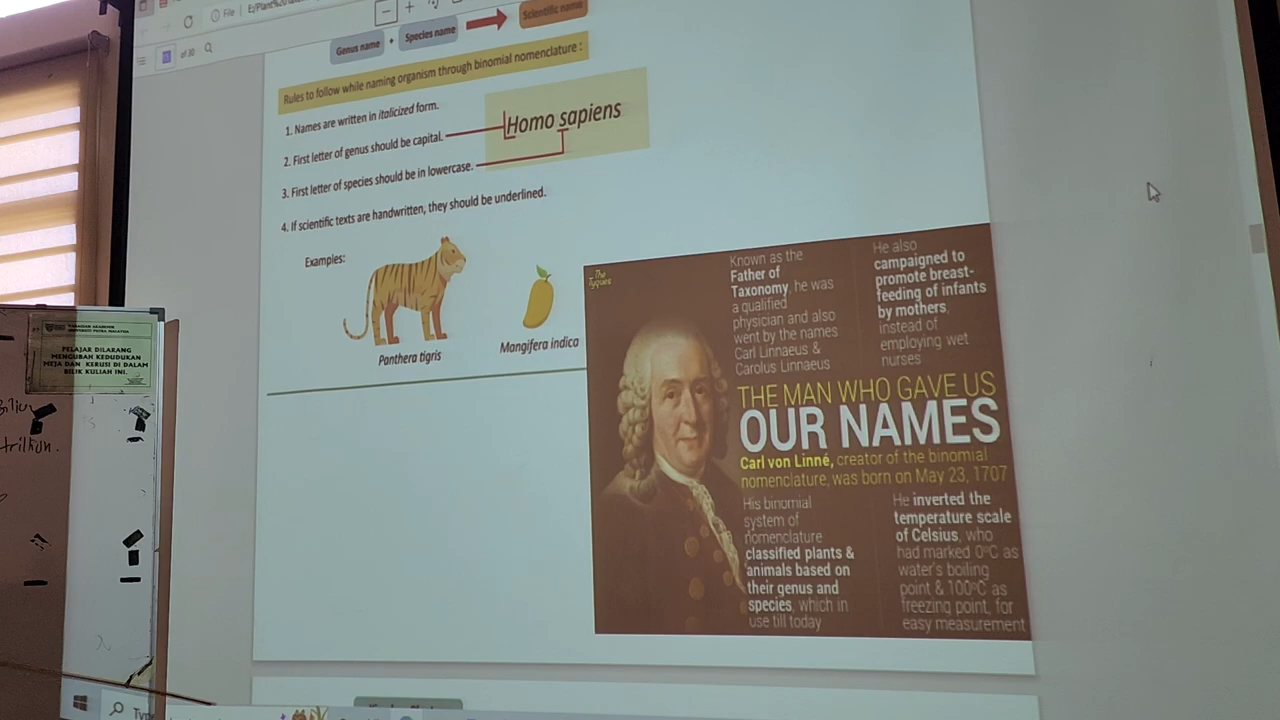 File
of 30
Genus name + Species name
Scientific name
Rules to follow while naming organism through binomial nomenclature :
1. Names are written in italicized form.
2. First letter of genus should be capital.
3. First letter of species should be in lowercase.
4. If scientific texts are handwritten, they should be underlined.
Homo sapiens
Examples:
Panthera tigris
Mangifera indica
The
Tyques
Known as the
Father of
Taxonomy, he was
a qualified
physician and also
went by the names
Carl Linnaeus &
Carolus Linnaeus
He also
campaigned to
promote breast-
feeding of infants
by mothers,
instead of
employing wet
nurses
THE MAN WHO GAVE US
OUR NAMES
Carl von Linné, creator of the binomial
nomenclature, was born on May 23, 1707
His binomial
system of
nomenclature
classified plants &
animals based on
their genus and
species, which in
use till today
He inverted the
temperature scale
of Celsius, who
had marked 0ºC as
water's boiling
point & 100ºC as
freezing point, for
easy measurement
PELAJAR DILARANG
MENGUBAH KEDUDUKAN
MEJA DAN KERUSI DI DALAM
BILIK KULIAH INI.